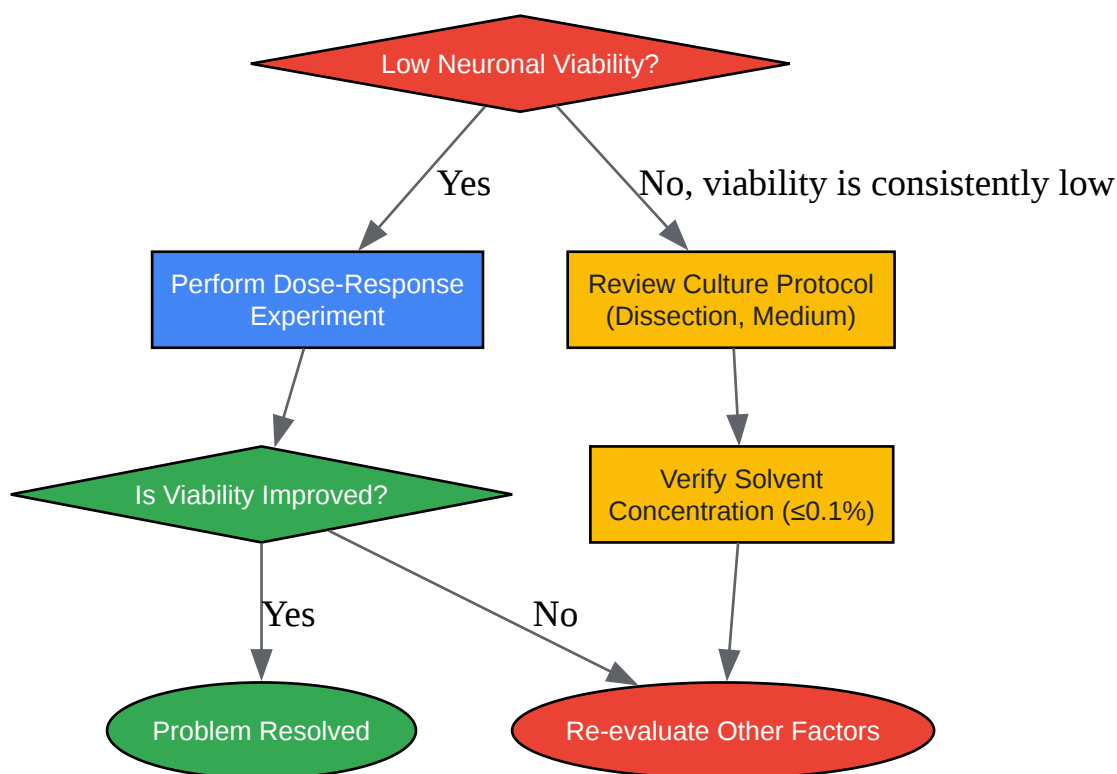 Low Neuronal Viability?
Yes
No, viability is consistently low
Perform Dose-Response
Experiment
Review Culture Protocol
(Dissection, Medium)
Is Viability Improved?
Verify Solvent
Concentration (≤0.1%)
Yes
No
Problem Resolved
Re-evaluate Other Factors